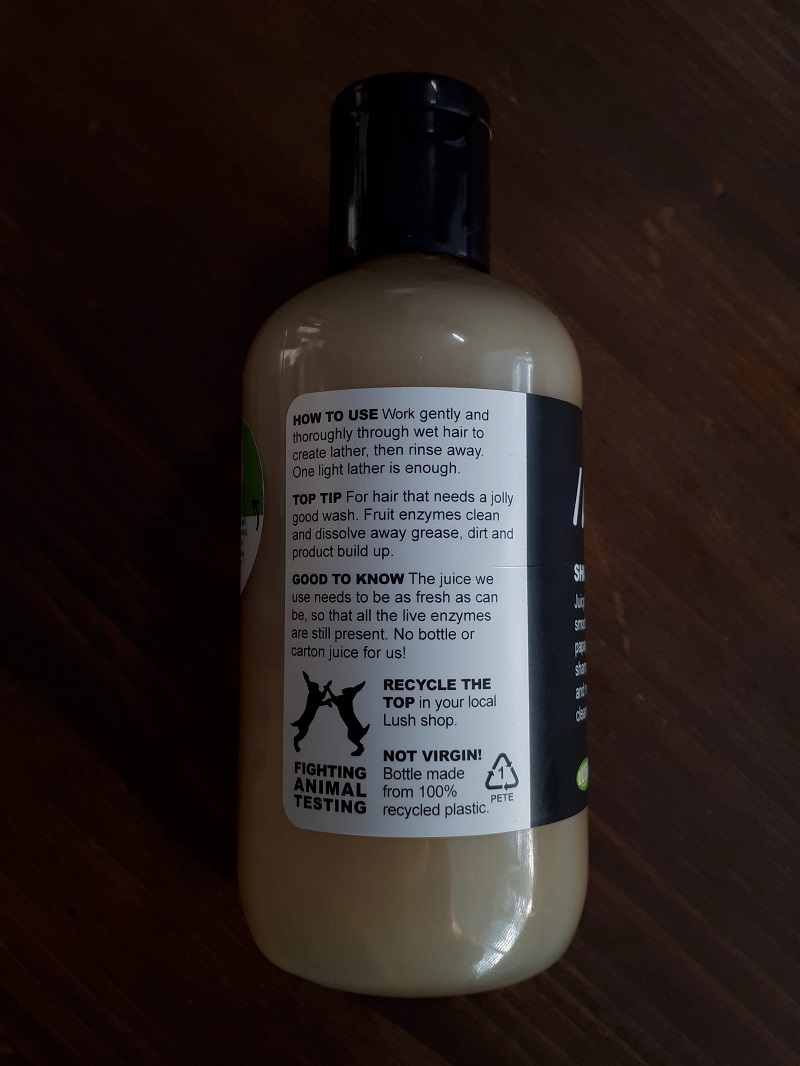 HOW TO USE Work gently and
thoroughly through wet hair to
create lather, then rinse away.
One light lather is enough.
TOP TIP For hair that needs a jolly
good wash. Fruit enzymes clean
and dissolve away grease, dirt and
product build up.
GOOD TO KNOW The juice we
use needs to be as fresh as can
be, so that all the live enzymes
are still present. No bottle or
carton juice for us!
RECYCLE THE
TOP in your local
Lush shop.
FIGHTING
ANIMAL
TESTING
NOT VIRGIN!
Bottle made
from 100%
recycled plastic.
1
PETE